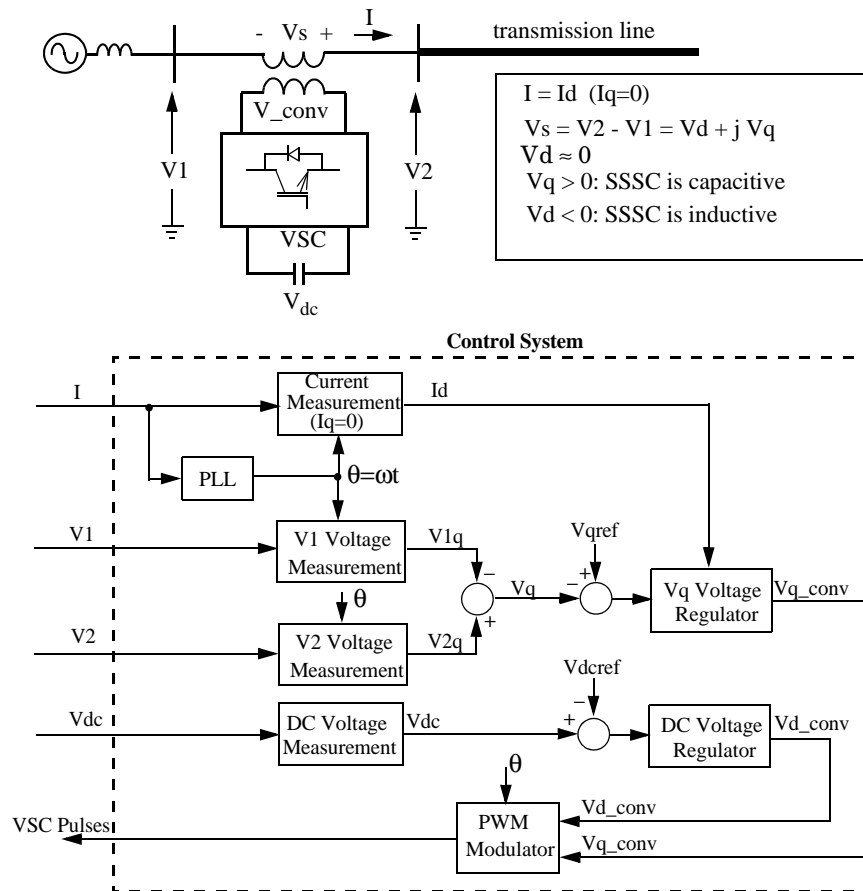 - Vs +
I
transmission line
V_conv
V1
V2
VSC
Vdc
I = Id (Iq=0)
Vs = V2 - V1 = Vd + j Vq
Vd ≈ 0
Vq > 0: SSSC is capacitive
Vd < 0: SSSC is inductive
Control System
I
Current
Measurement
(Iq=0)
Id
PLL
θ=ωt
V1
V1 Voltage
Measurement
V1q
−
Vqref
+
−
Vq
Vq Voltage
Regulator
Vq_conv
θ
V2
V2 Voltage
Measurement
V2q
+
Vdcref
−
+
Vdc
DC Voltage
Measurement
Vdc
DC Voltage
Regulator
Vd_conv
θ
VSC Pulses
PWM
Modulator
Vd_conv
Vq_conv